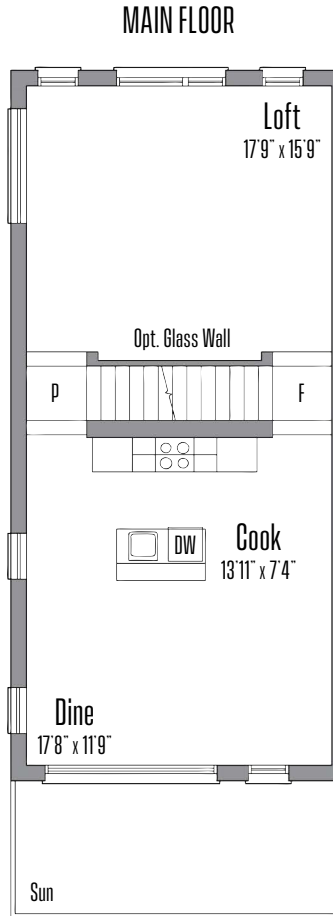 MAIN FLOOR
Loft
17'9" x 15'9"
Opt. Glass Wall
P
F
DW
Cook
13'11" x 7'4"
Dine
17'8" x 11'9"
Sun